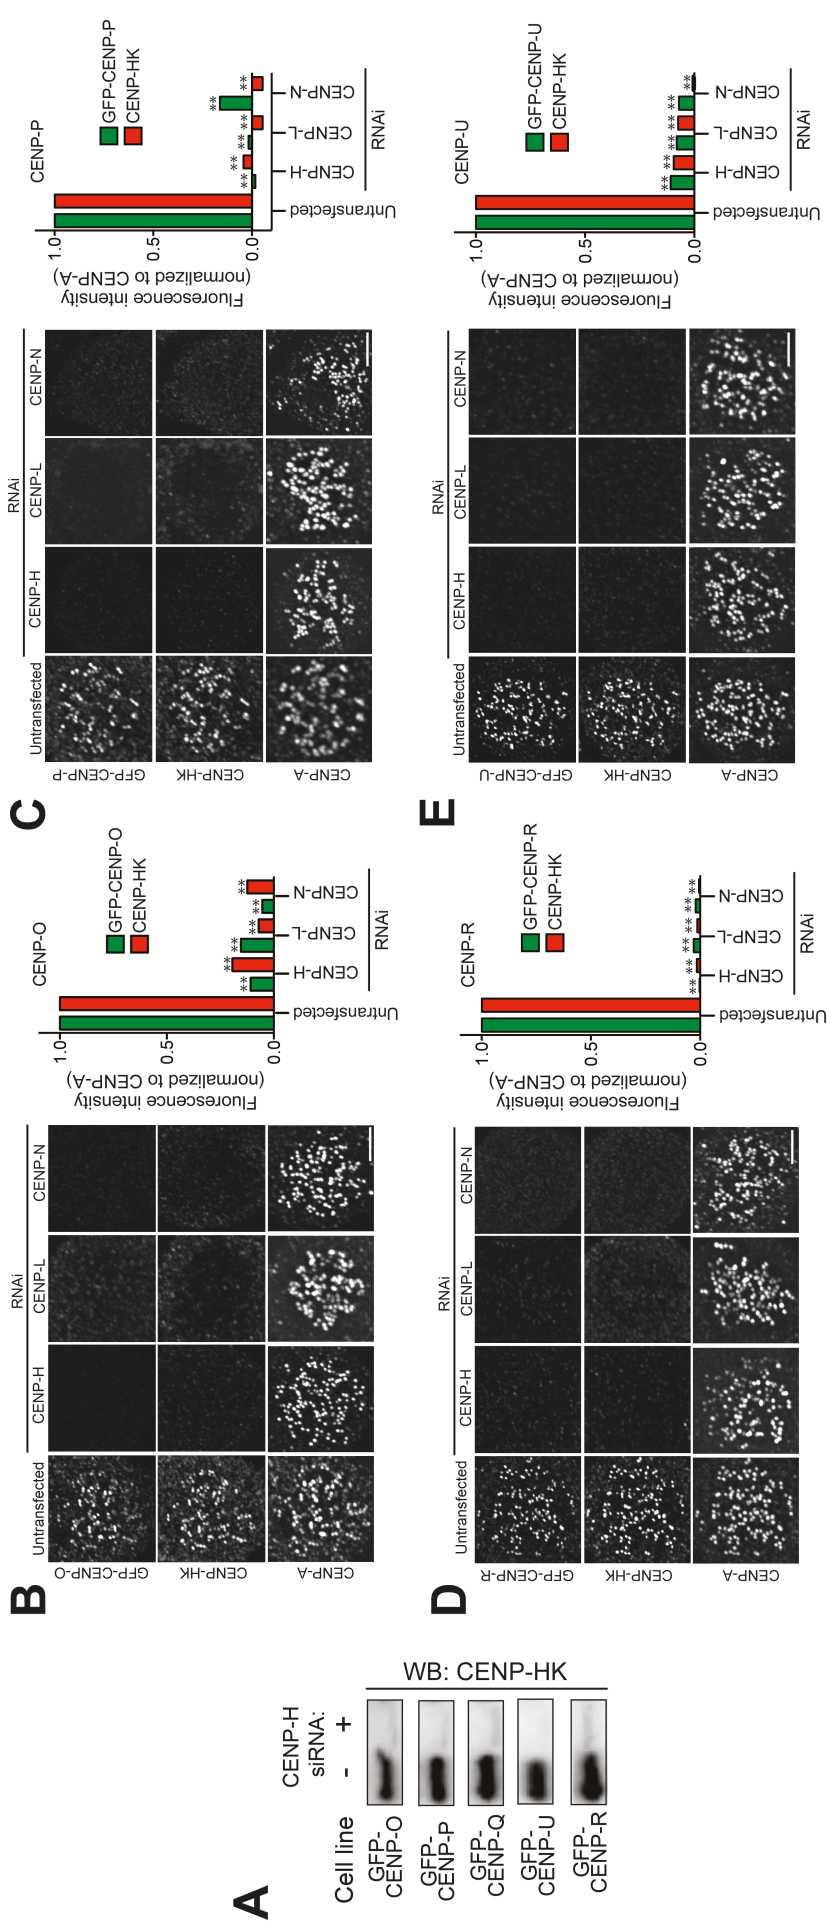 A
CENP-H
siRNA:
Cell line - +
GFP-
CENP-O
GFP-
CENP-P
GFP-
CENP-Q
GFP-
CENP-U
GFP-
CENP-R
WB: CENP-HK
B
RNAi
Untransfected CENP-H CENP-L CENP-N
GFP-CENP-O
CENP-HK
CENP-A
CENP-O
GFP-CENP-O
CENP-HK
Fluorescence intensity
(normalized to CENP-A)
1.0
0.5
0.0
** ** ** ** ** **
Untransfected CENP-H CENP-L CENP-N
RNAi
C
RNAi
Untransfected CENP-H CENP-L CENP-N
GFP-CENP-P
CENP-HK
CENP-A
CENP-P
GFP-CENP-P
CENP-HK
Fluorescence intensity
(normalized to CENP-A)
1.0
0.5
0.0
** ** ** ** ** **
Untransfected CENP-H CENP-L CENP-N
RNAi
D
RNAi
Untransfected CENP-H CENP-L CENP-N
GFP-CENP-R
CENP-HK
CENP-A
CENP-R
GFP-CENP-R
CENP-HK
Fluorescence intensity
(normalized to CENP-A)
1.0
0.5
0.0
** ** ** ** ** **
Untransfected CENP-H CENP-L CENP-N
RNAi
E
RNAi
Untransfected CENP-H CENP-L CENP-N
GFP-CENP-U
CENP-HK
CENP-A
CENP-U
GFP-CENP-U
CENP-HK
Fluorescence intensity
(normalized to CENP-A)
1.0
0.5
0.0
** ** ** ** ** **
Untransfected CENP-H CENP-L CENP-N
RNAi